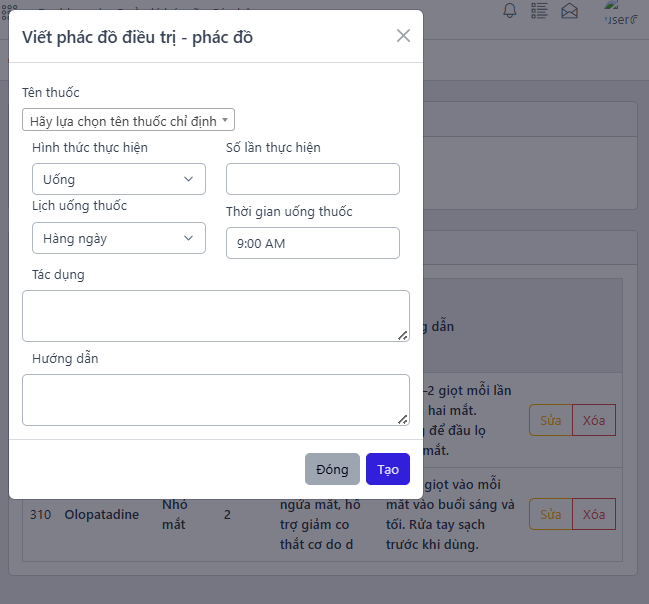 user
Viết phác đồ điều trị - phác đồ
Tên thuốc
Hãy lựa chọn tên thuốc chỉ định
Hình thức thực hiện
Số lần thực hiện
Uống
Lịch uống thuốc
Thời gian uống thuốc
Hàng ngày
9:00 AM
Tác dụng
Hướng dẫn
Đóng
Tạo
dẫn
-2 giọt mỗi lần
hai mắt.
để đầu lọ
mắt.
Sửa
Xóa
310
Olopatadine
Nhỏ
mắt
2
ngứa mắt, hỗ
trợ giảm co
thắt cơ do d
giọt vào mỗi
mắt vào buổi sáng và
tối. Rửa tay sạch
trước khi dùng.
Sửa
Xóa